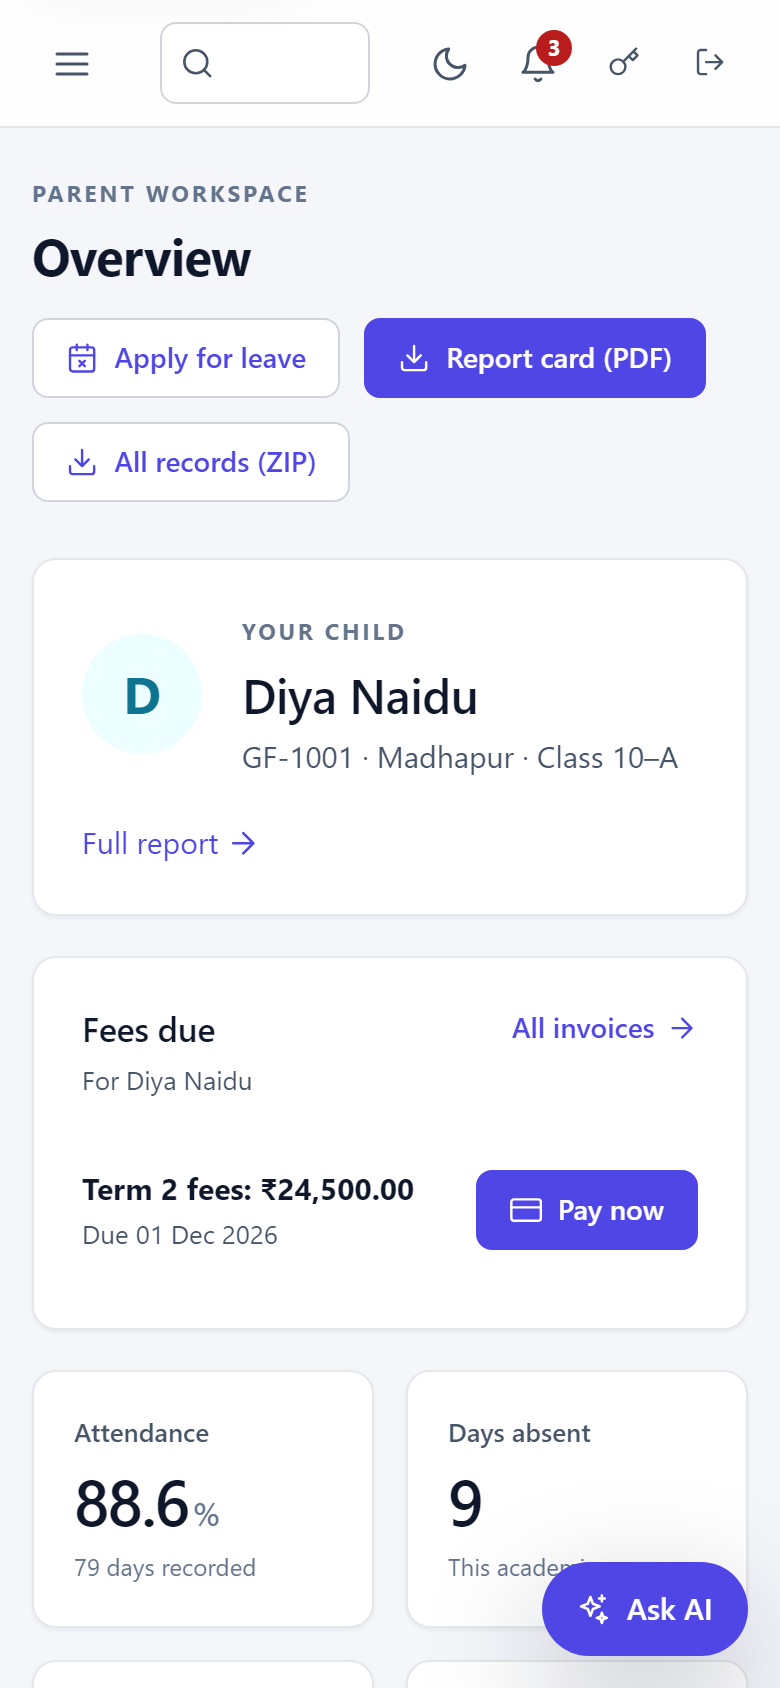 3
PARENT WORKSPACE
Overview
Apply for leave
Report card (PDF)
All records (ZIP)
D
YOUR CHILD
Diya Naidu
GF-1001 · Madhapur · Class 10–A
Full report →
Fees due
All invoices →
For Diya Naidu
Term 2 fees: ₹24,500.00
Due 01 Dec 2026
Pay now
Attendance
88.6%
79 days recorded
Days absent
9
This
Ask AI